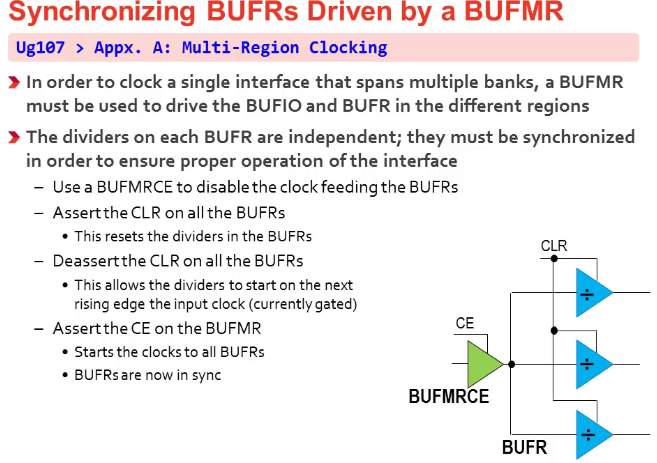 Synchronizing BUFRs Driven by a BUFMR
Ug107 > Appx. A: Multi-Region Clocking
In order to clock a single interface that spans multiple banks, a BUFMR
must be used to drive the BUFIO and BUFR in the different regions
The dividers on each BUFR are independent; they must be synchronized
in order to ensure proper operation of the interface
– Use a BUFMRCE to disable the clock feeding the BUFRs
– Assert the CLR on all the BUFRs
• This resets the dividers in the BUFRs
– Deassert the CLR on all the BUFRs
• This allows the dividers to start on the next
rising edge the input clock (currently gated)
– Assert the CE on the BUFMR
• Starts the clocks to all BUFRs
• BUFRs are now in sync
CLR
÷
CE
÷
BUFMRCE
÷
BUFR